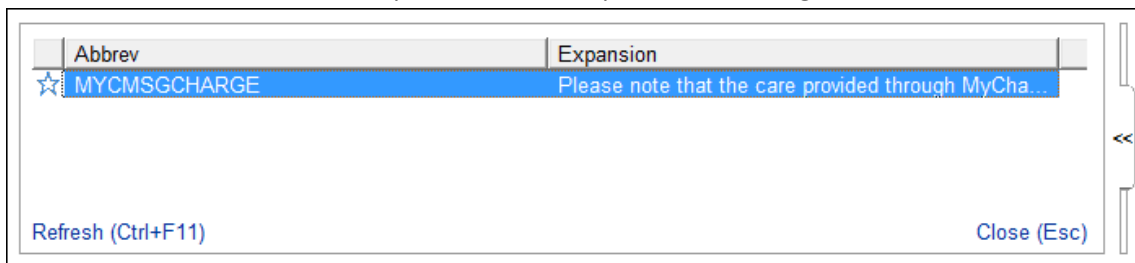 Abbrev Expansion
MYCMSGCHARGE Please note that the care provided through MyCha...
<<
Refresh (Ctrl+F11) Close (Esc)